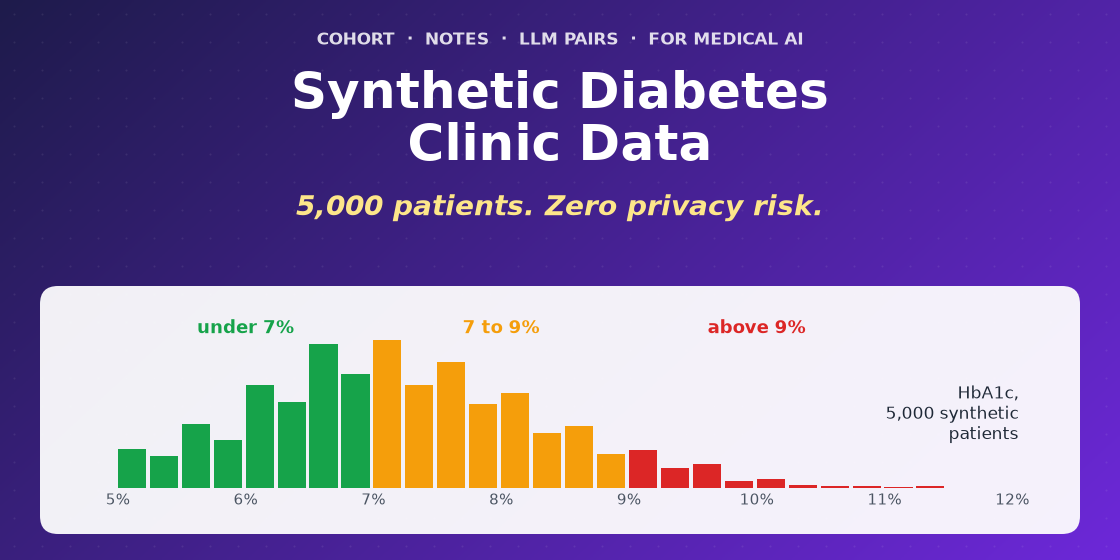 COHORT · NOTES · LLM PAIRS · FOR MEDICAL AI
Synthetic Diabetes
Clinic Data
5,000 patients. Zero privacy risk.
under 7%
7 to 9%
above 9%
HbA1c,
5,000 synthetic
patients
5% 6% 7% 8% 9% 10% 11% 12%